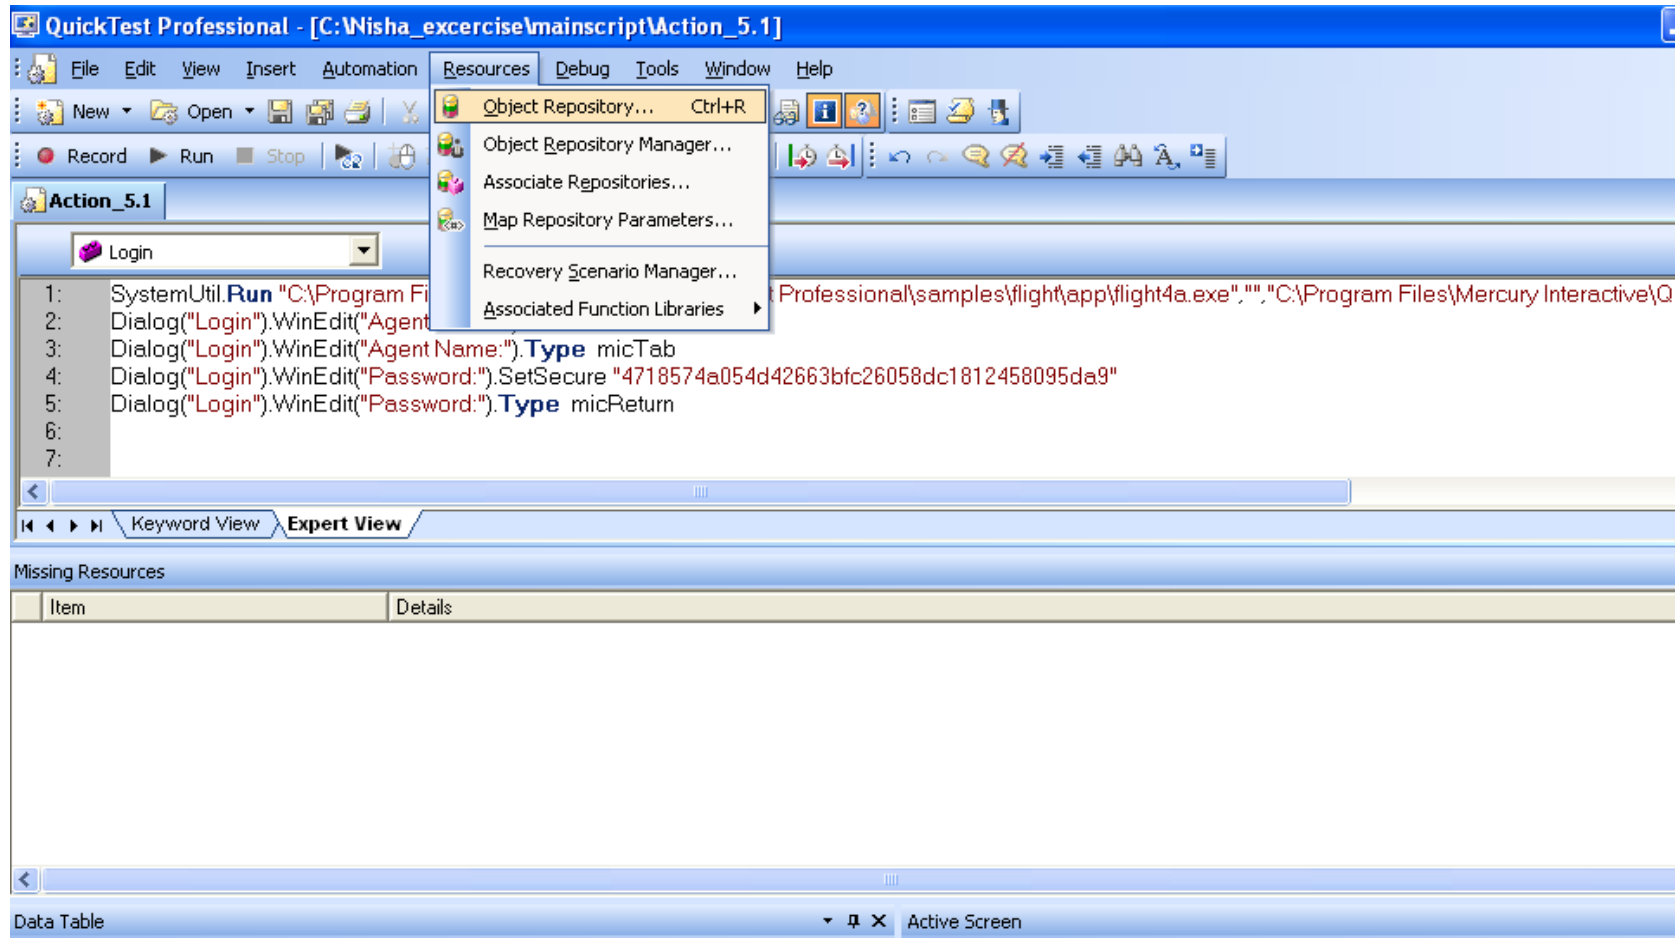 QuickTest Professional - [C:\Nisha_excercise\mainscript\Action_5.1]
File Edit View Insert Automation Resources Debug Tools Window Help
New Open
Object Repository... Ctrl+R
Object Repository Manager...
Record Run Stop
Associate Repositories...
Action_5.1
Map Repository Parameters...
Login
Recovery Scenario Manager...
Associated Function Libraries
1: SystemUtil.Run "C:\Program Fi t Professional\samples\flight\app\flight4a.exe","","C:\Program Files\Mercury Interactive\Q
2: Dialog("Login").WinEdit("Agent
3: Dialog("Login").WinEdit("Agent Name:").Type micTab
4: Dialog("Login").WinEdit("Password:").SetSecure "4718574a054d42663bfc26058dc1812458095da9"
5: Dialog("Login").WinEdit("Password:").Type micReturn
6:
7:
Keyword View Expert View
Missing Resources
Item Details
Data Table Active Screen